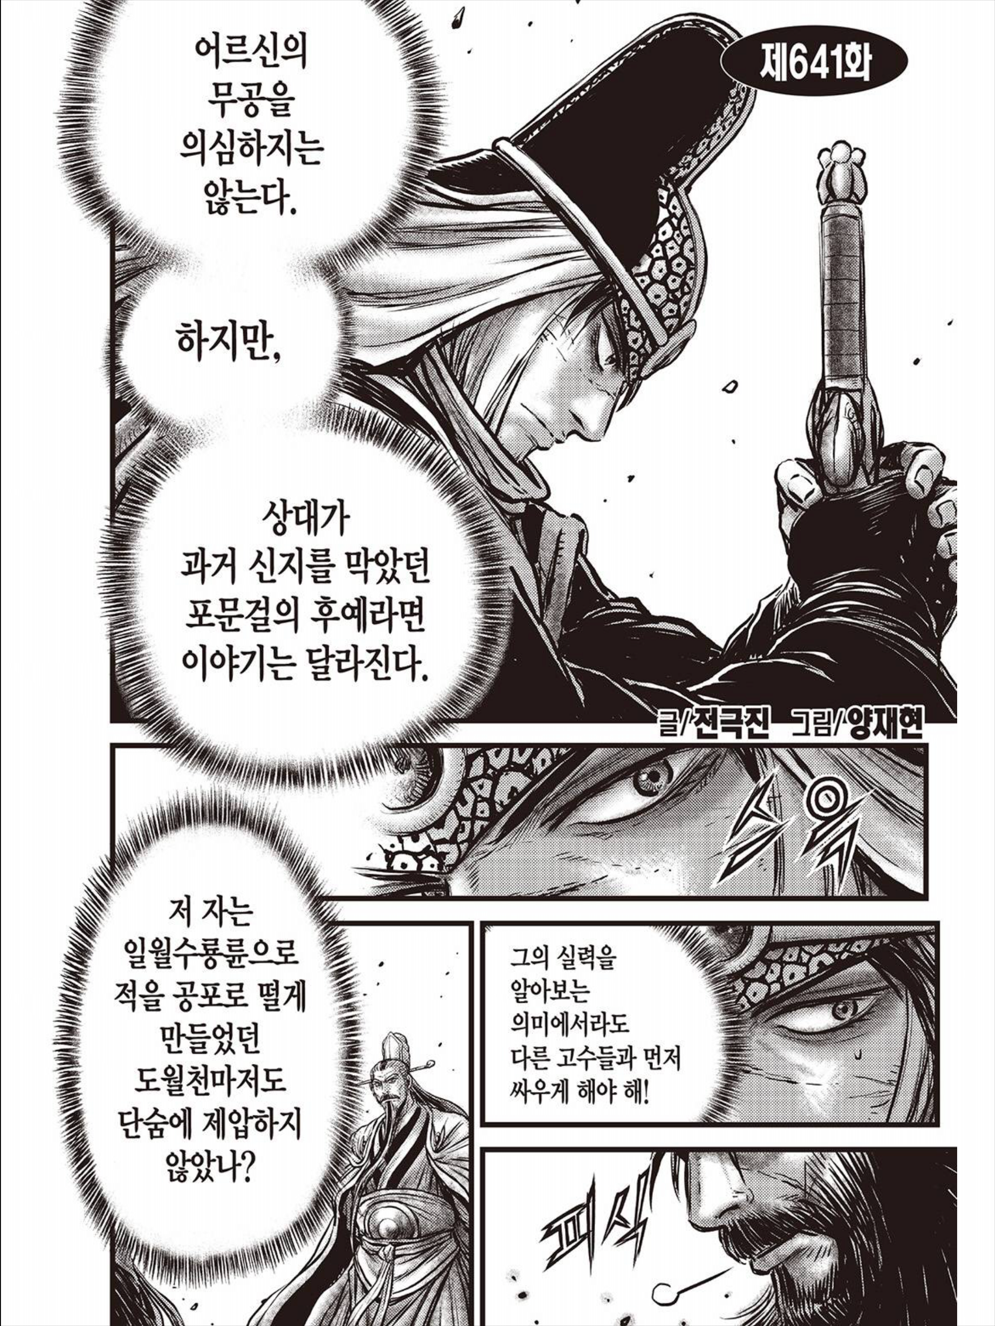 제641화
어르신의
무공을
의심하지는
않는다.
하지만,
상대가
과거 신지를 막았던
포문걸의 후예라면
이야기는 달라진다.
글/전극진 그림/양재현
스윽
저 자는
일월수룡륜으로
적을 공포로 떨게
만들었던
도월천마저도
단숨에 제압하지
않았나?
그의 실력을
알아보는
의미에서라도
다른 고수들과 먼저
싸우게 해야 해!
피식